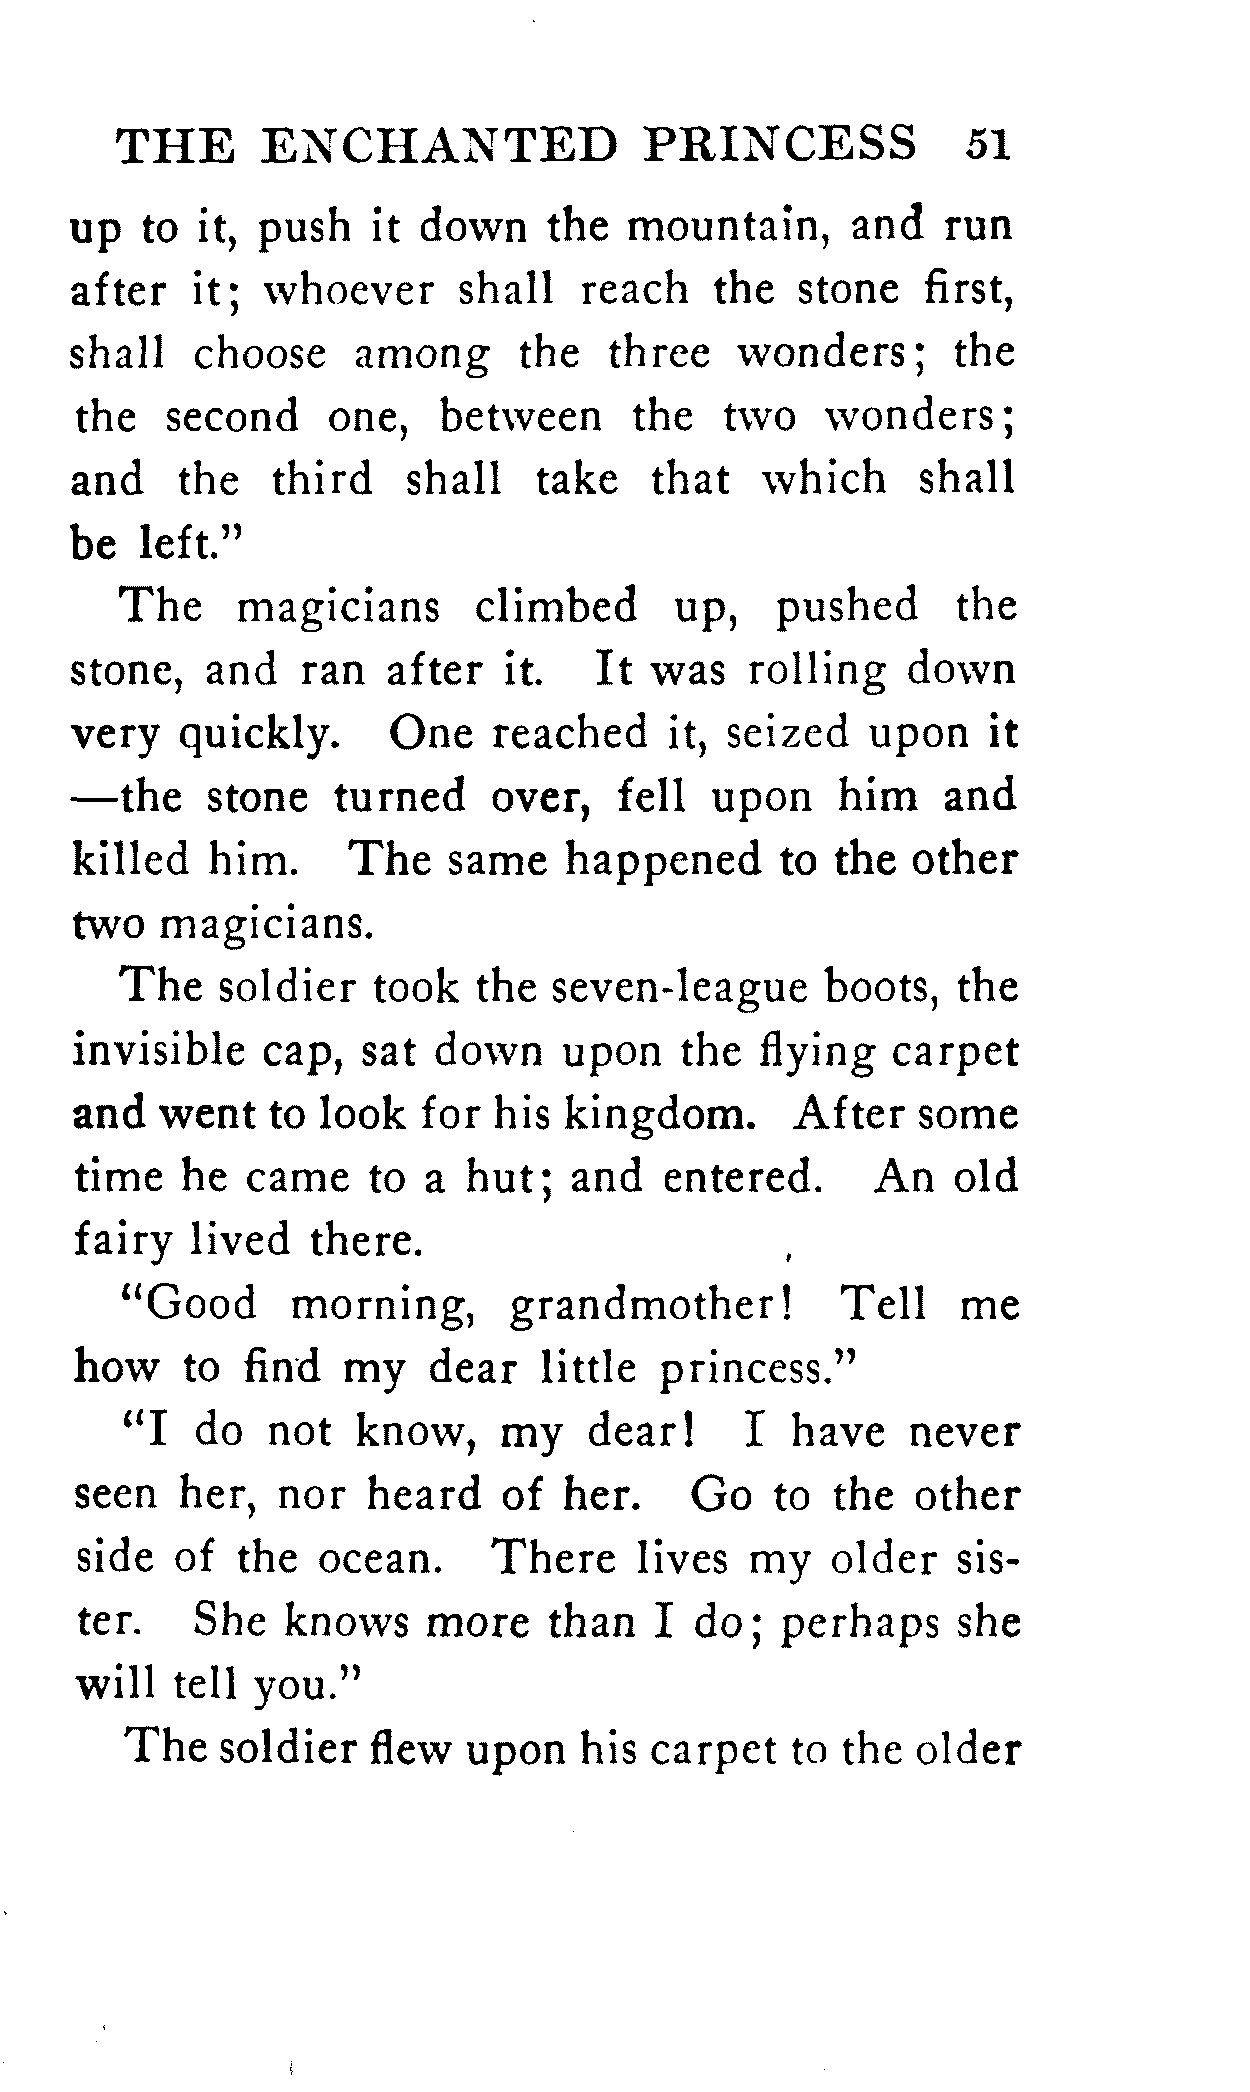 THE ENCHANTED PRINCESS 51
up to it, push it down the mountain, and run
after it; whoever shall reach the stone first,
shall choose among the three wonders; the
the second one, between the two wonders;
and the third shall take that which shall
be left."
The magicians climbed up, pushed the
stone, and ran after it. It was rolling down
very quickly. One reached it, seized upon it
—the stone turned over, fell upon him and
killed him. The same happened to the other
two magicians.
The soldier took the seven-league boots, the
invisible cap, sat down upon the flying carpet
and went to look for his kingdom. After some
time he came to a hut; and entered. An old
fairy lived there.
"Good morning, grandmother! Tell me
how to find my dear little princess."
"I do not know, my dear! I have never
seen her, nor heard of her. Go to the other
side of the ocean. There lives my older sis-
ter. She knows more than I do; perhaps she
will tell you."
The soldier flew upon his carpet to the older